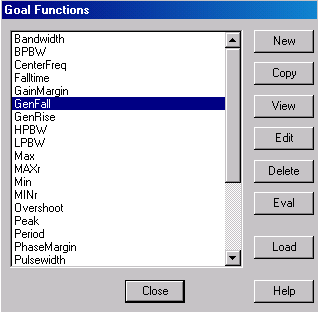 Goal Functions
Bandwidth
BPBW
CenterFreq
Falltime
GainMargin
GenFall
GenRise
HPBW
LPBW
Max
MAXr
Min
MINr
Overshoot
Peak
Period
PhaseMargin
Pulsewidth
New
Copy
View
Edit
Delete
Eval
Load
Close
Help